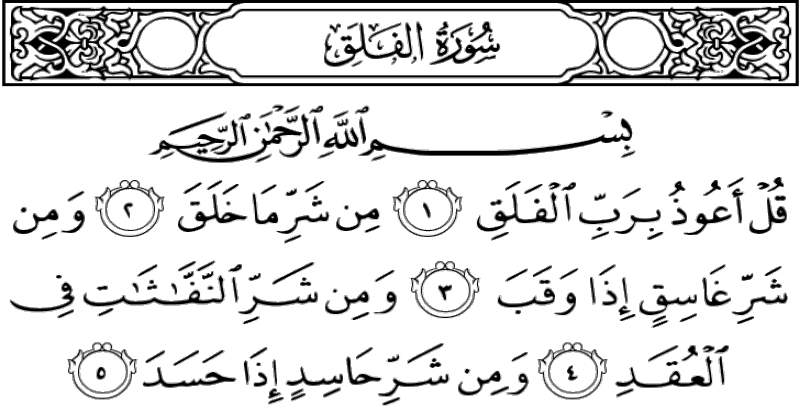 سُورَةُ الفَلَقِ
بِسْمِ ٱللَّهِ ٱلرَّحْمَٰنِ ٱلرَّحِيمِ
قُلْ أَعُوذُ بِرَبِّ ٱلْفَلَقِ ١ مِن شَرِّ مَا خَلَقَ ٢ وَمِن
شَرِّ غَاسِقٍ إِذَا وَقَبَ ٣ وَمِن شَرِّ ٱلنَّفَّٰثَٰتِ فِى
ٱلْعُقَدِ ٤ وَمِن شَرِّ حَاسِدٍ إِذَا حَسَدَ ٥